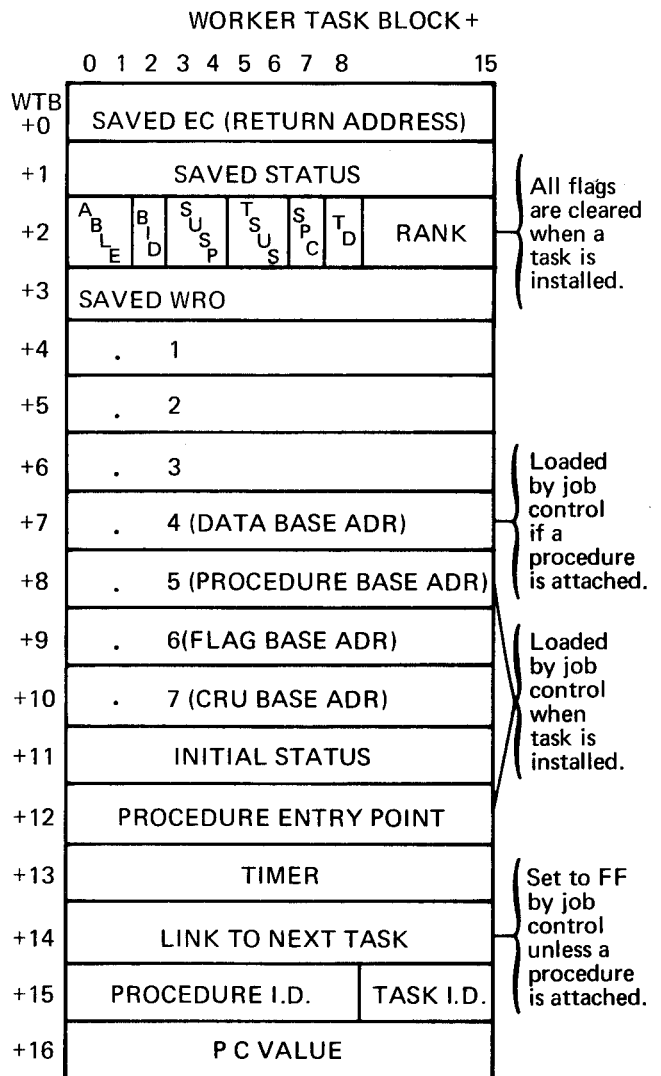 WORKER TASK BLOCK+
0 1 2 3 4 5 6 7 8 15
WTB
+0 SAVED EC (RETURN ADDRESS)
+1 SAVED STATUS
+2 ABLE BID SUSP TSUS SPC TD RANK
All flags
are cleared
when a
task is
installed.
+3 SAVED WRO
+4 . 1
+5 . 2
+6 . 3
+7 . 4 (DATA BASE ADR)
Loaded
by job
control
if a
procedure
is attached.
+8 . 5 (PROCEDURE BASE ADR)
+9 . 6(FLAG BASE ADR)
+10 . 7 (CRU BASE ADR)
Loaded
by job
control
when
task is
installed.
+11 INITIAL STATUS
+12 PROCEDURE ENTRY POINT
+13 TIMER
+14 LINK TO NEXT TASK
Set to FF
by job
control
unless a
procedure
is attached.
+15 PROCEDURE I.D. TASK I.D.
+16 P C VALUE